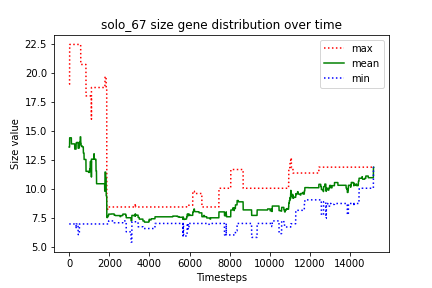 solo_67 size gene distribution over time
22.5
20.0
17.5
15.0
12.5
10.0
7.5
5.0
Size value
max
mean
min
0 2000 4000 6000 8000 10000 12000 14000
Timesteps